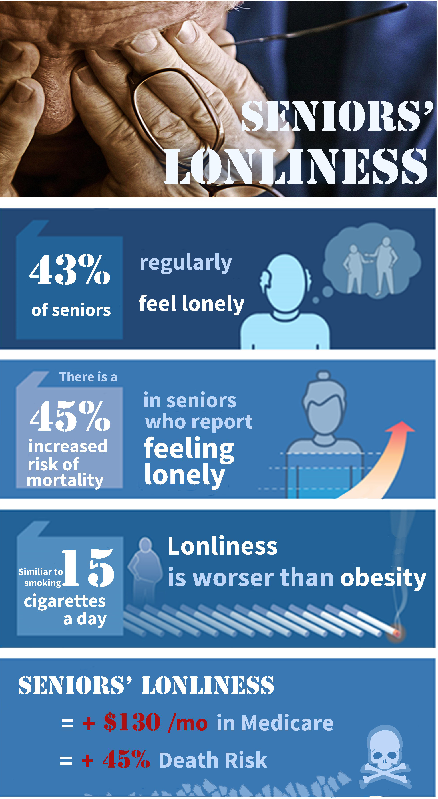 SENIORS'
LONLINESS
43%
of seniors
regularly
feel lonely
There is a
45%
increased
risk of
mortality
in seniors
who report
feeling
lonely
Similiar to
smoking
15
cigarettes
a day
Lonliness
is worser than obesity
SENIORS' LONLINESS
= + $130 /mo in Medicare
= + 45% Death Risk